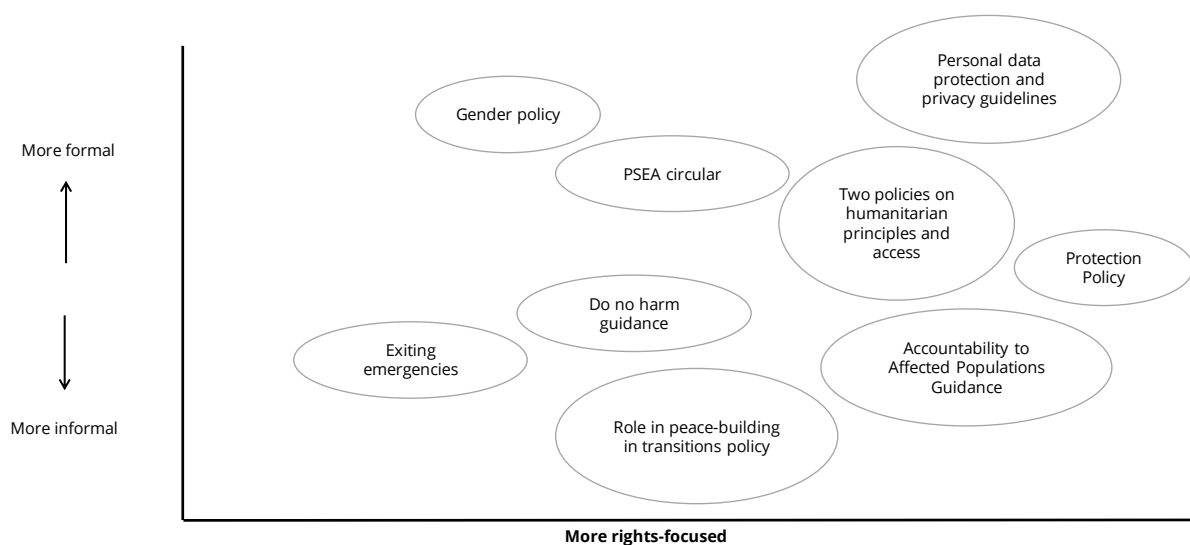 Personal data
protection and
privacy guidelines
Gender policy
More formal
PSEA circular
Two policies on
humanitarian
principles and
access
Protection
Policy
Do no harm
guidance
Exiting
emergencies
Accountability to
Affected Populations
Guidance
More informal
Role in peace-building
in transitions policy
More rights-focused